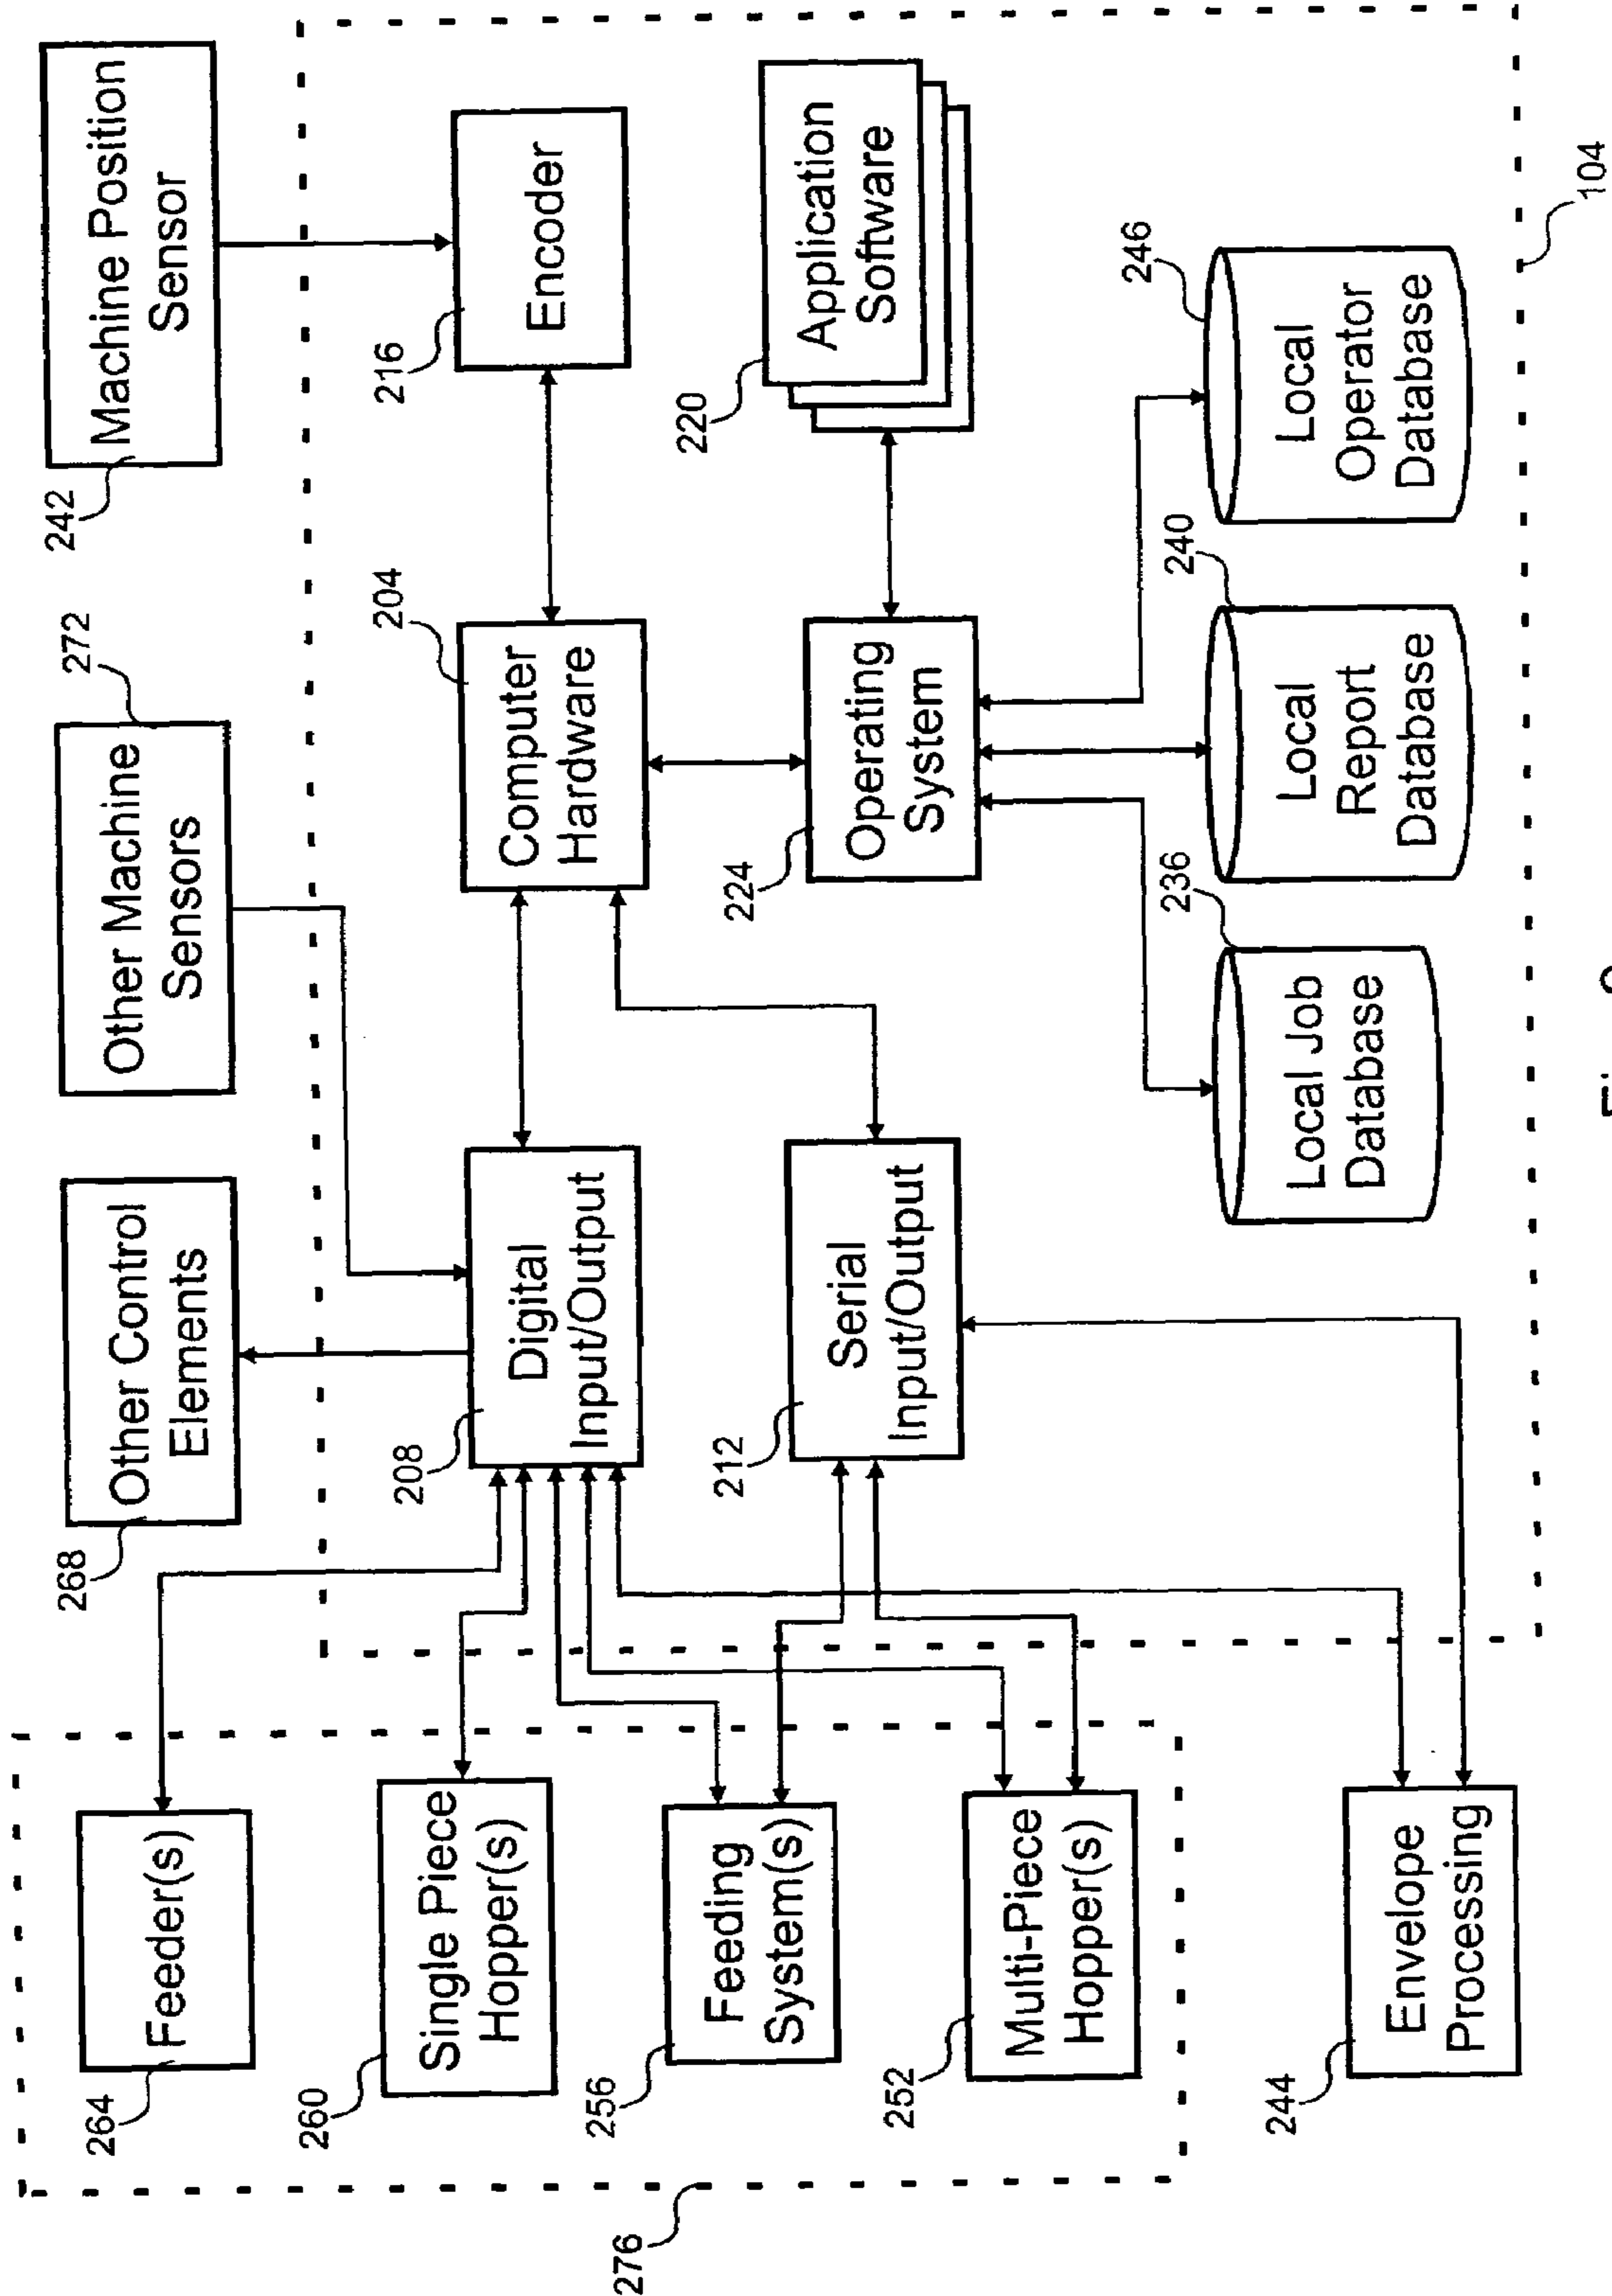 264
Feeder(s)
260
Single Piece
Hopper(s)
256
Feeding
System(s)
252
Multi-Piece
Hopper(s)
244
Envelope
Processing
276
268
Other Control
Elements
272
Other Machine
Sensors
242
Machine Position
Sensor
208
Digital
Input/Output
204
Computer
Hardware
216
Encoder
212
Serial
Input/Output
224
Operating
System
220
Application
Software
236
Local Job
Database
240
Local
Report
Database
246
Local
Operator
Database
104